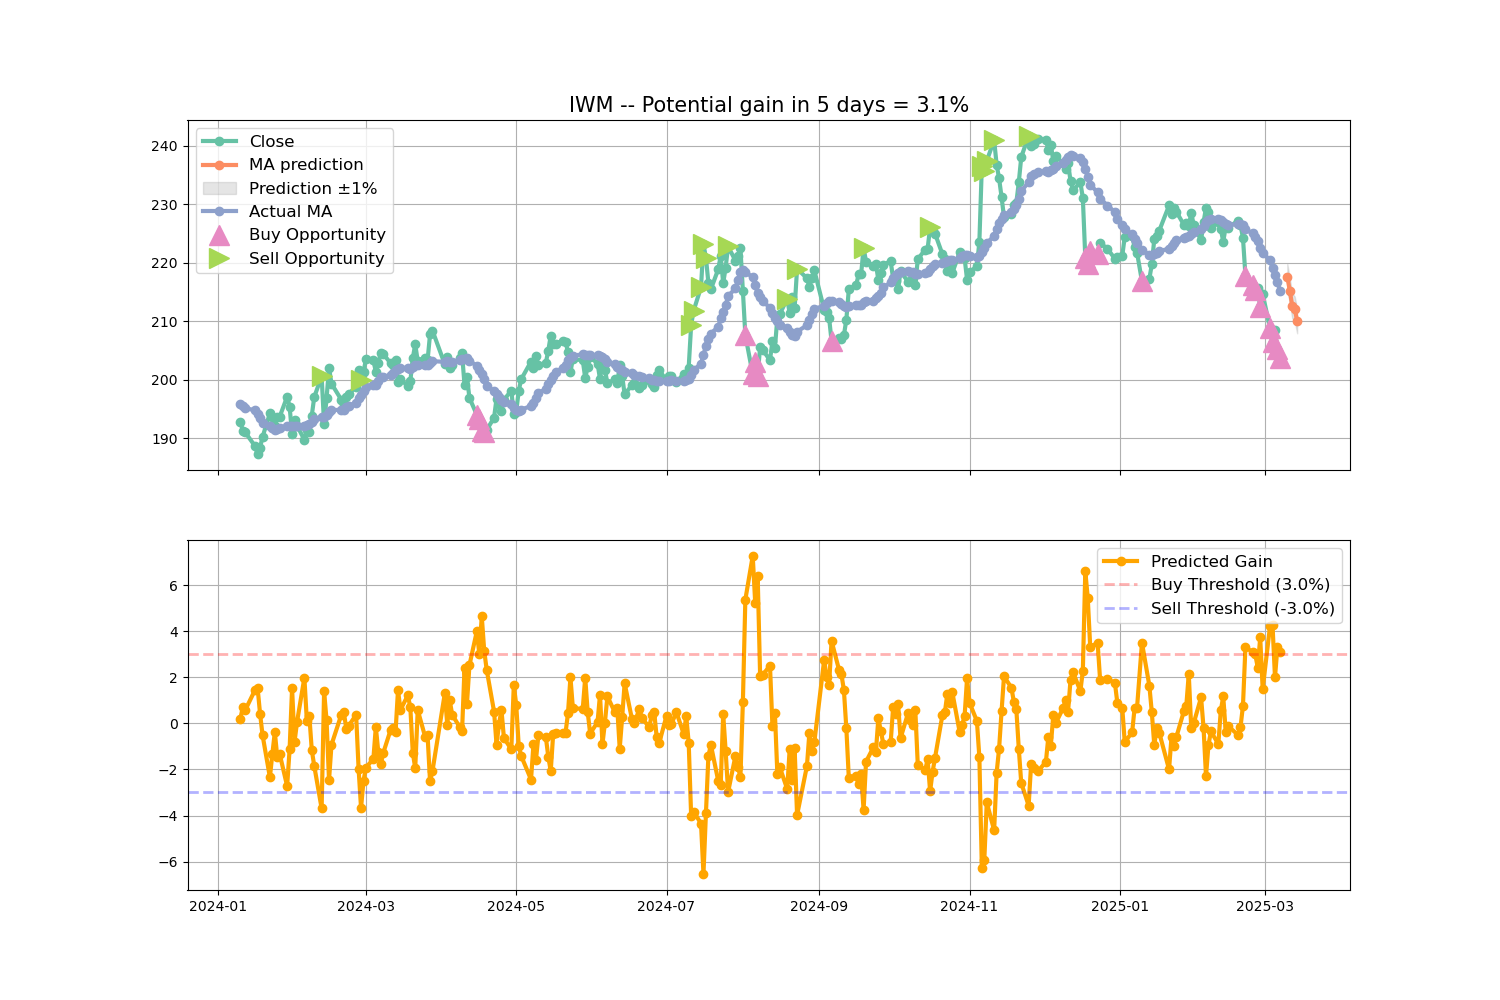 IWM -- Potential gain in 5 days = 3.1%
240
230
220
210
200
190
Close
MA prediction
Prediction ±1%
Actual MA
Buy Opportunity
Sell Opportunity
6
4
2
0
−2
−4
−6
Predicted Gain
Buy Threshold (3.0%)
Sell Threshold (-3.0%)
2024-01
2024-03
2024-05
2024-07
2024-09
2024-11
2025-01
2025-03